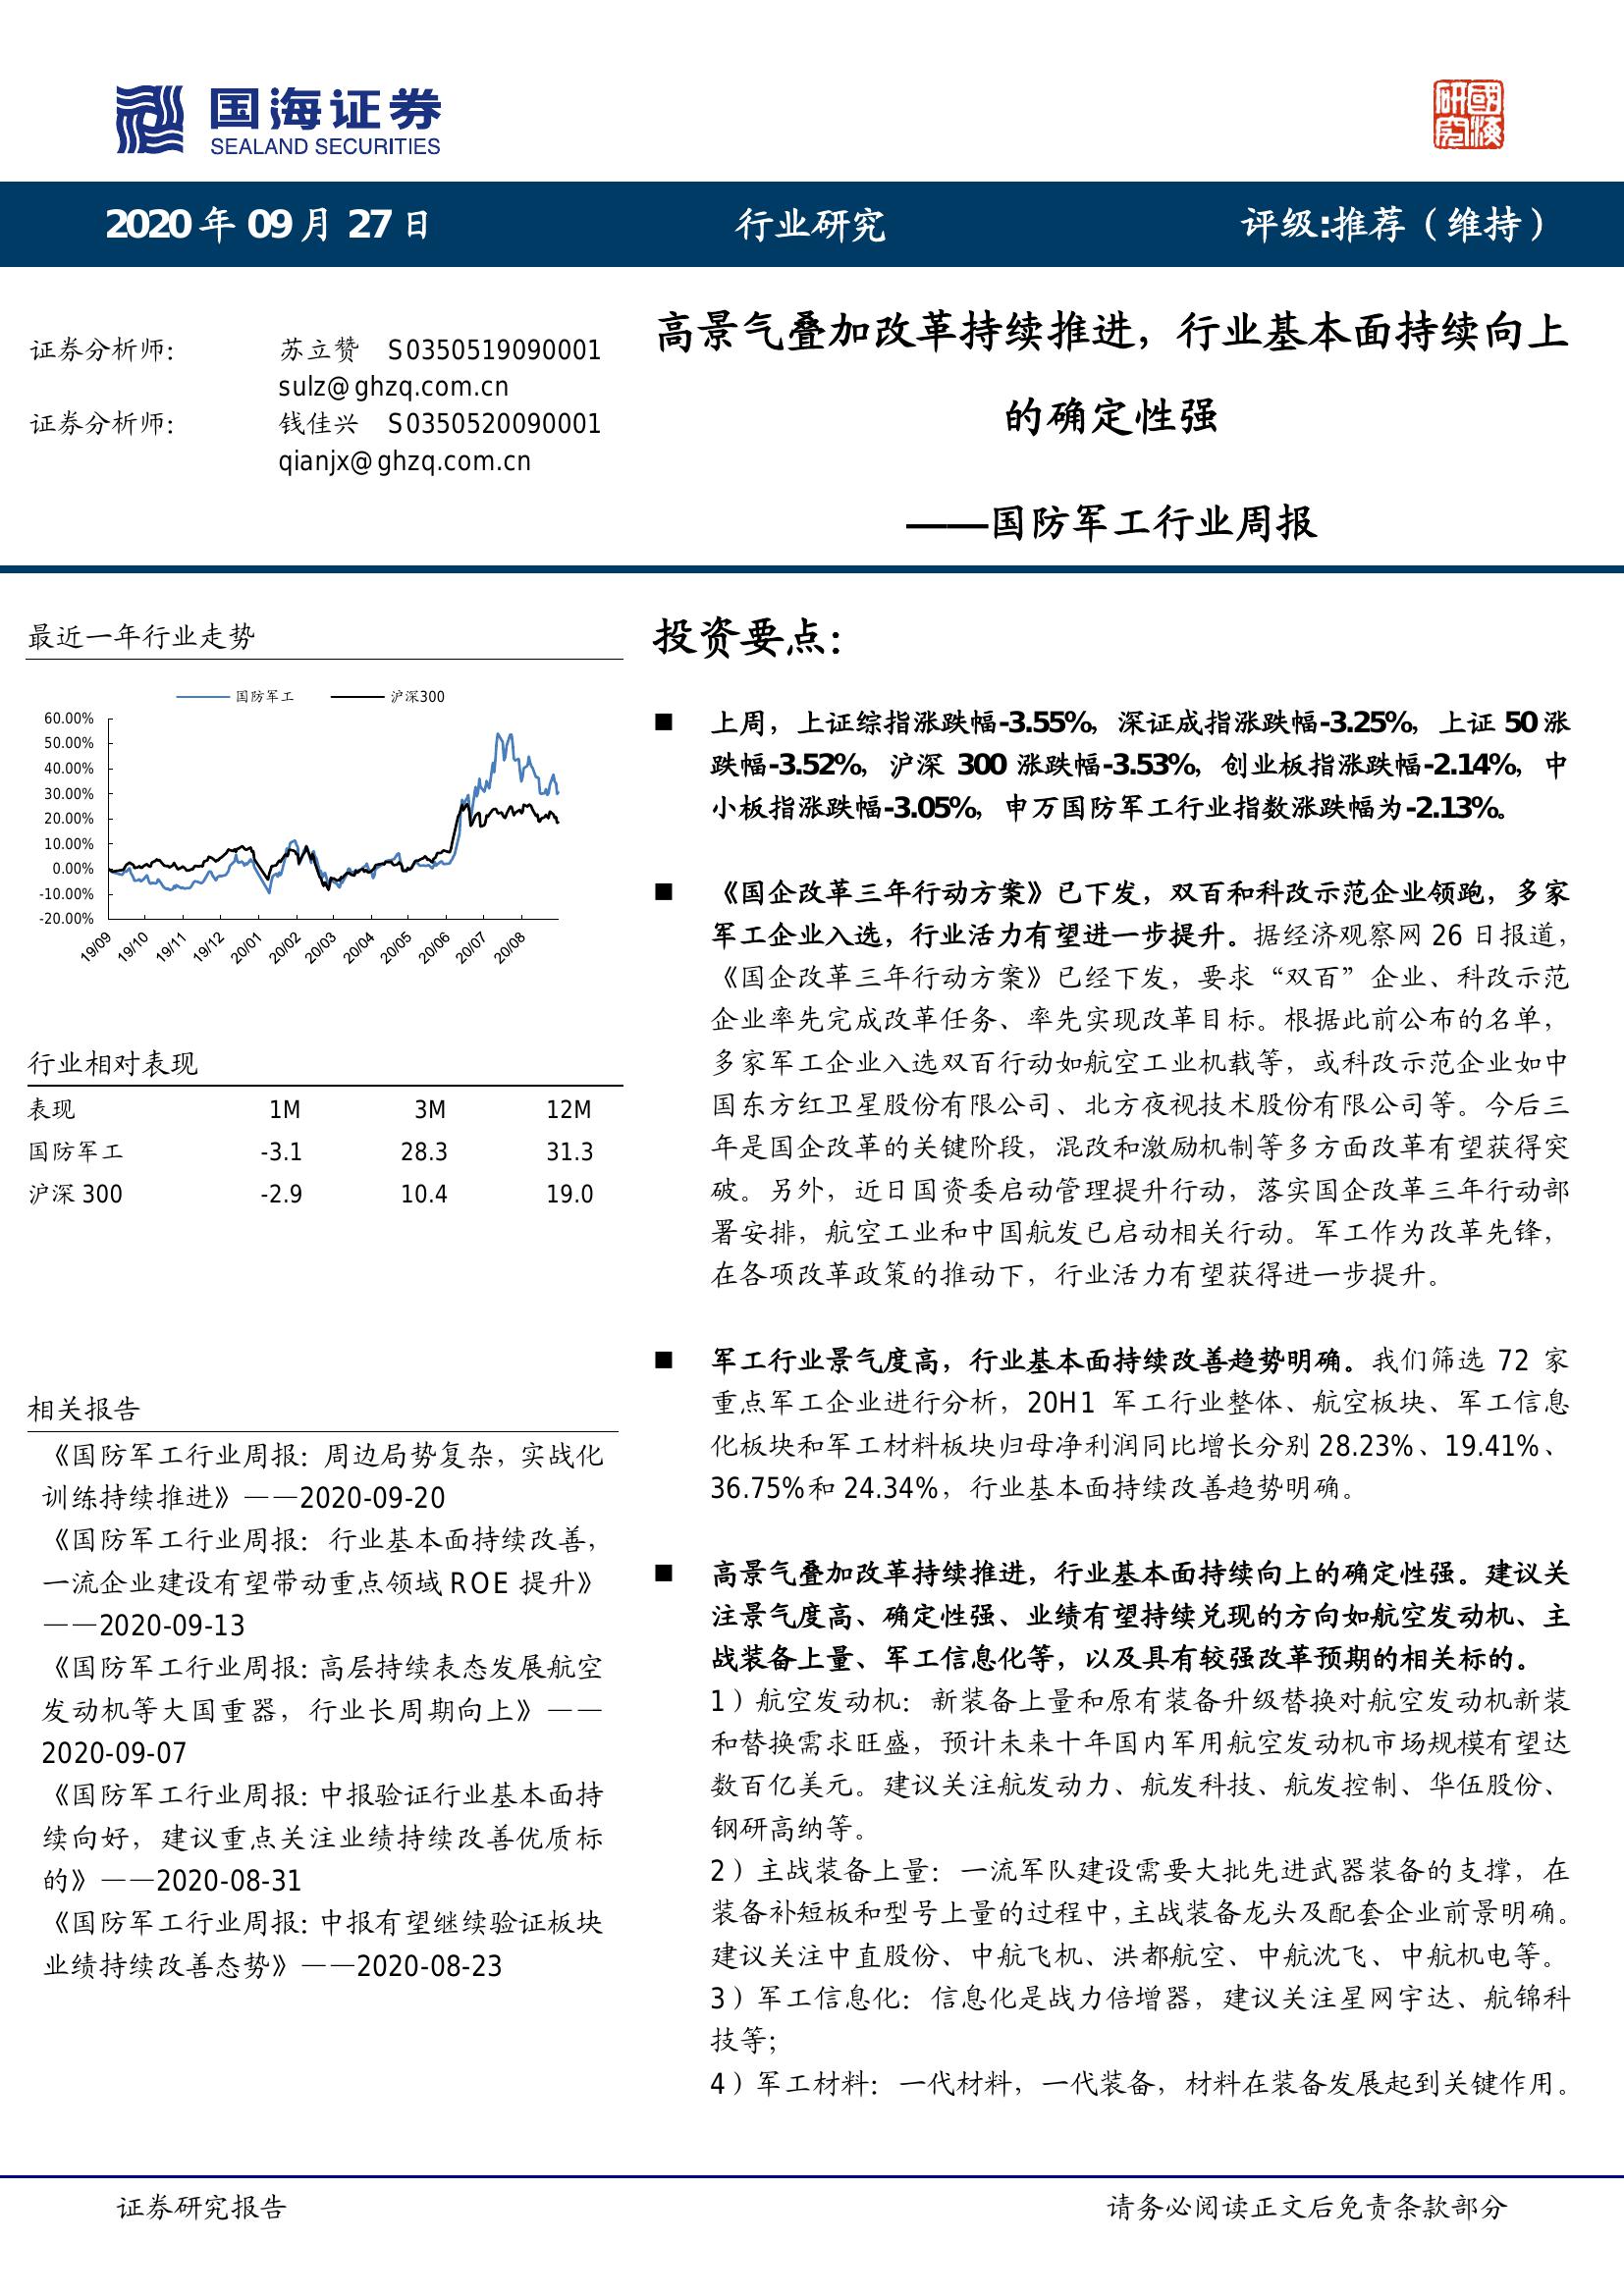 国海证券
SEALAND SECURITIES
國海研究
2020 年 09 月 27 日
行业研究
评级:推荐（维持）
证券分析师：
苏立赞 S0350519090001
sulz@ghzq.com.cn
证券分析师：
钱佳兴 S0350520090001
qianjx@ghzq.com.cn
高景气叠加改革持续推进，行业基本面持续向上
的确定性强
——国防军工行业周报
最近一年行业走势
国防军工
沪深300
60.00%
50.00%
40.00%
30.00%
20.00%
10.00%
0.00%
-10.00%
-20.00%
19/09
19/10
19/11
19/12
20/01
20/02
20/03
20/04
20/05
20/06
20/07
20/08
行业相对表现
表现 1M 3M 12M
国防军工 -3.1 28.3 31.3
沪深 300 -2.9 10.4 19.0
相关报告
《国防军工行业周报：周边局势复杂，实战化
训练持续推进》——2020-09-20
《国防军工行业周报：行业基本面持续改善，
一流企业建设有望带动重点领域 ROE 提升》
——2020-09-13
《国防军工行业周报：高层持续表态发展航空
发动机等大国重器，行业长周期向上》——
2020-09-07
《国防军工行业周报：中报验证行业基本面持
续向好，建议重点关注业绩持续改善优质标
的》——2020-08-31
《国防军工行业周报：中报有望继续验证板块
业绩持续改善态势》——2020-08-23
投资要点：
■ 上周，上证综指涨跌幅-3.55%，深证成指涨跌幅-3.25%，上证 50 涨
跌幅-3.52%，沪深 300 涨跌幅-3.53%，创业板指涨跌幅-2.14%，中
小板指涨跌幅-3.05%，申万国防军工行业指数涨跌幅为-2.13%。
■ 《国企改革三年行动方案》已下发，双百和科改示范企业领跑，多家
军工企业入选，行业活力有望进一步提升。据经济观察网 26 日报道，
《国企改革三年行动方案》已经下发，要求“双百”企业、科改示范
企业率先完成改革任务、率先实现改革目标。根据此前公布的名单，
多家军工企业入选双百行动如航空工业机载等，或科改示范企业如中
国东方红卫星股份有限公司、北方夜视技术股份有限公司等。今后三
年是国企改革的关键阶段，混改和激励机制等多方面改革有望获得突
破。另外，近日国资委启动管理提升行动，落实国企改革三年行动部
署安排，航空工业和中国航发已启动相关行动。军工作为改革先锋，
在各项改革政策的推动下，行业活力有望获得进一步提升。
■ 军工行业景气度高，行业基本面持续改善趋势明确。我们筛选 72 家
重点军工企业进行分析，20H1 军工行业整体、航空板块、军工信息
化板块和军工材料板块归母净利润同比增长分别 28.23%、19.41%、
36.75%和 24.34%，行业基本面持续改善趋势明确。
■ 高景气叠加改革持续推进，行业基本面持续向上的确定性强。建议关
注景气度高、确定性强、业绩有望持续兑现的方向如航空发动机、主
战装备上量、军工信息化等，以及具有较强改革预期的相关标的。
1）航空发动机：新装备上量和原有装备升级替换对航空发动机新装
和替换需求旺盛，预计未来十年国内军用航空发动机市场规模有望达
数百亿美元。建议关注航发动力、航发科技、航发控制、华伍股份、
钢研高纳等。
2）主战装备上量：一流军队建设需要大批先进武器装备的支撑，在
装备补短板和型号上量的过程中，主战装备龙头及配套企业前景明确。
建议关注中直股份、中航飞机、洪都航空、中航沈飞、中航机电等。
3）军工信息化：信息化是战力倍增器，建议关注星网宇达、航锦科
技等；
4）军工材料：一代材料，一代装备，材料在装备发展起到关键作用。
证券研究报告
请务必阅读正文后免责条款部分